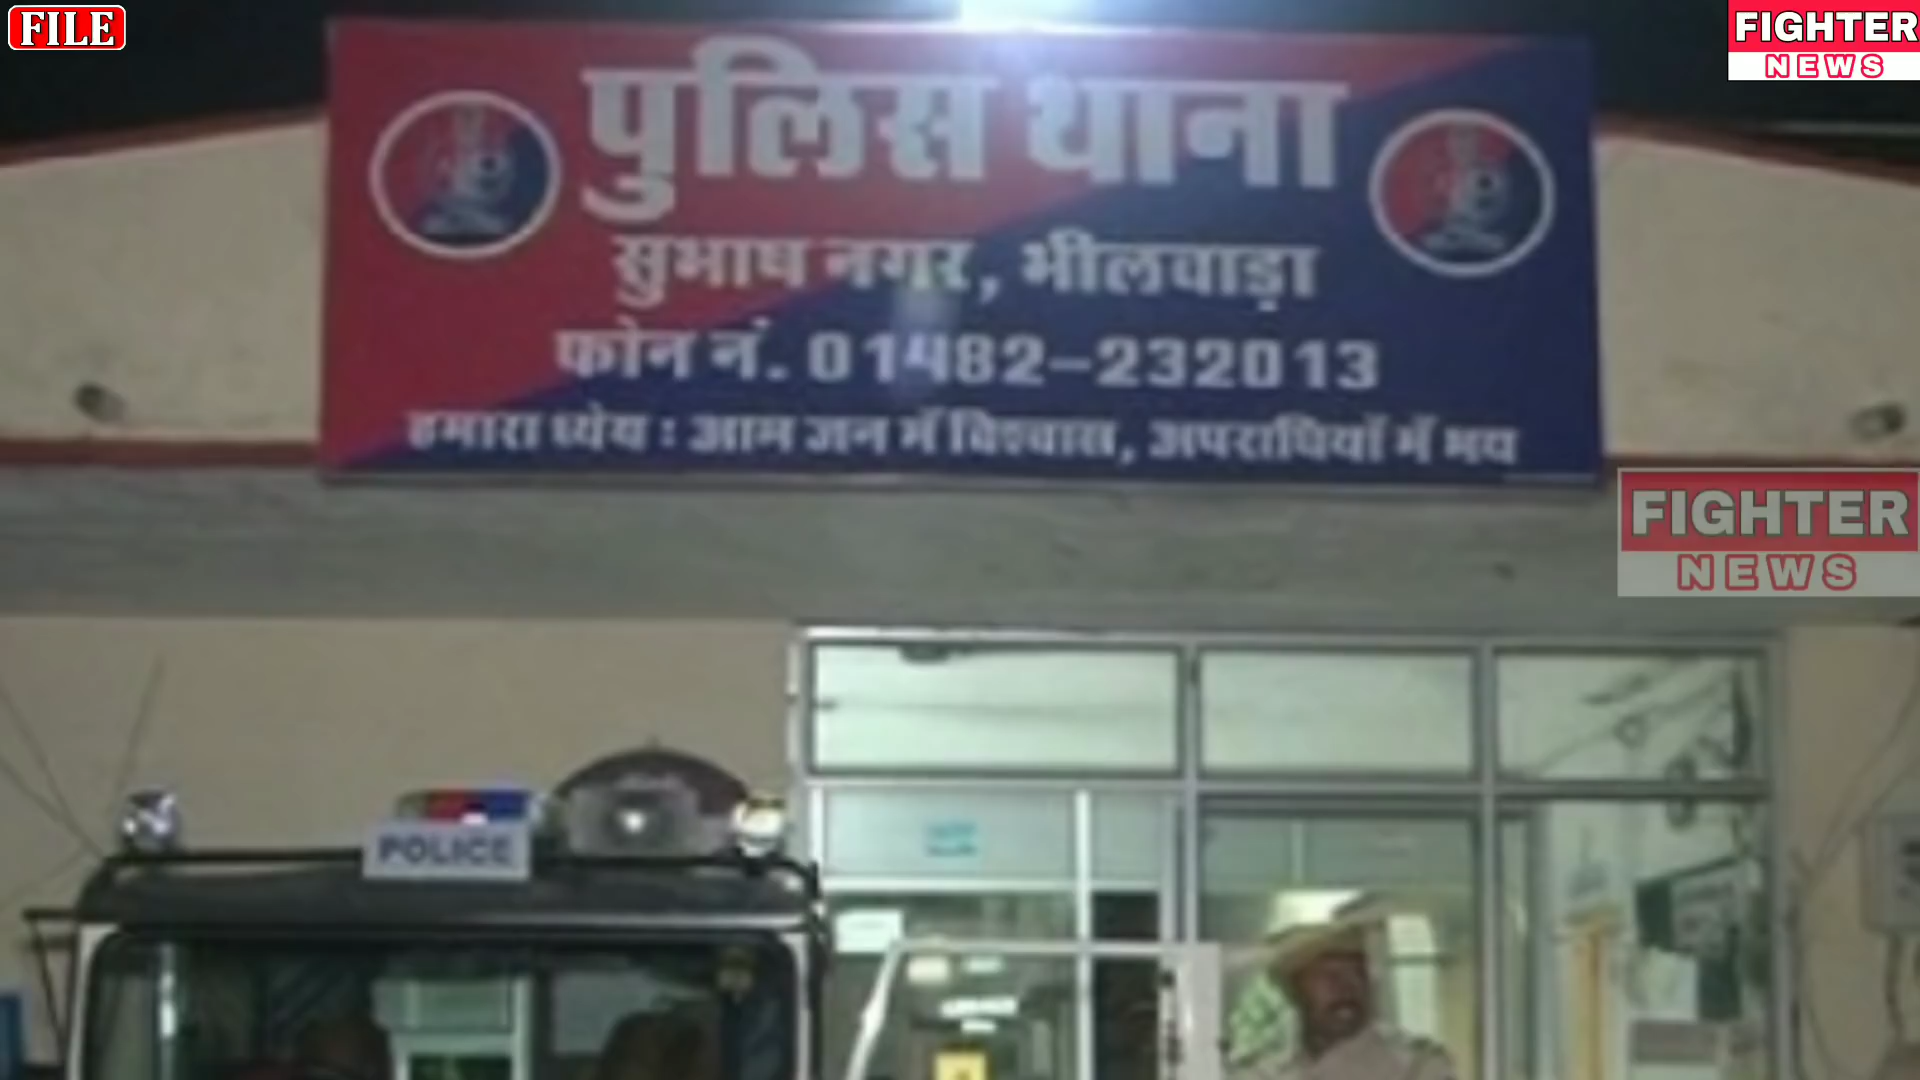 FILE
FIGHTER
NEWS
पुलिस थाना
सुभाष नगर, भीलवाड़ा
फोन नं. 01482-232013
हमारा ध्येय : आम जन में विश्वास, अपराधियों में भय
FIGHTER
NEWS
POLICE